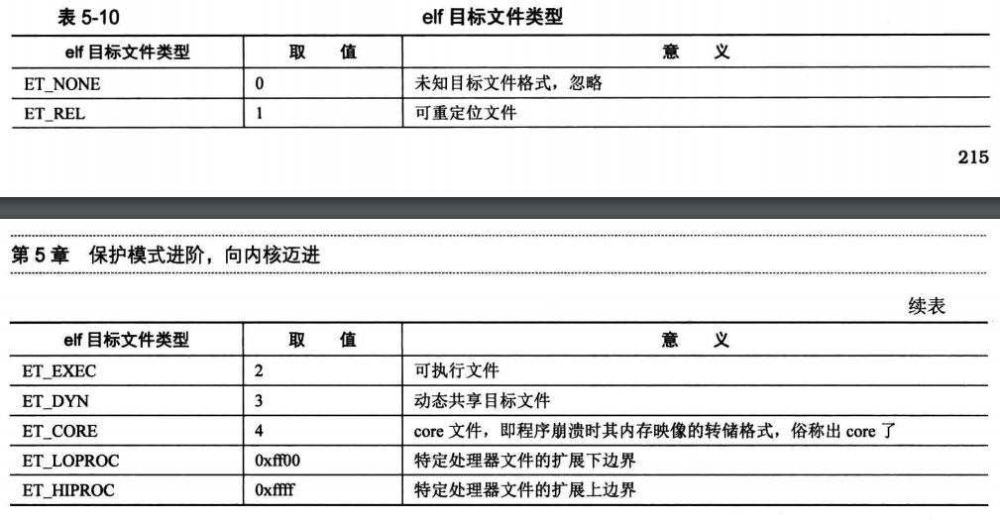 表 5-10 elf 目标文件类型
elf 目标文件类型 取 值 意 义
ET_NONE 0 未知目标文件格式，忽略
ET_REL 1 可重定位文件
215
第 5 章 保护模式进阶，向内核迈进
续表
elf 目标文件类型 取 值 意 义
ET_EXEC 2 可执行文件
ET_DYN 3 动态共享目标文件
ET_CORE 4 core 文件，即程序崩溃时其内存映像的转储格式，俗称出 core 了
ET_LOPROC 0xff00 特定处理器文件的扩展下边界
ET_HIPROC 0xffff 特定处理器文件的扩展上边界